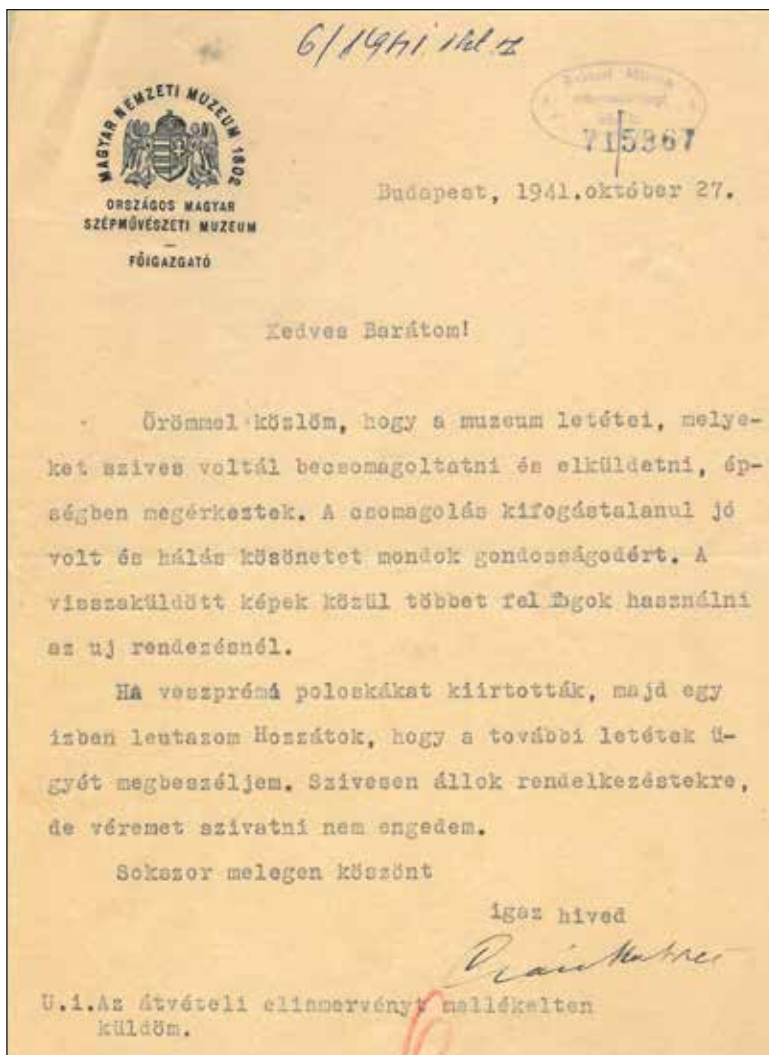 6/1941
MAGYAR NEMZETI MUZEUM 1802
ORSZÁGOS MAGYAR
SZÉPMŰVÉSZETI MUZEUM
FŐIGAZGATÓ
715367
Budapest, 1941.október 27.
Kedves Barátom!
Örömmel közlöm, hogy a muzeum letétei, melye-
ket szives voltál becsomagoltatni és elküldetni, ép-
ségben megérkeztek. A csomagolás kifogástalanul jó
volt és hálás kösönetet mondok gondosságodért. A
visszaküldött képek közül többet fel fogok használni
az uj rendezésnél.
Ha veszprémi poloskákat kiirtották, majd egy
izben leutazom Hozzátok, hogy a további letétek ü-
gyét megbeszéljem. Szivesen állok rendelkezéstekre,
de véremet szivatni nem engedem.
Sokszor melegen köszönt
igaz hived
U.i.Az átvételi elismervényt mellékelten
küldöm.